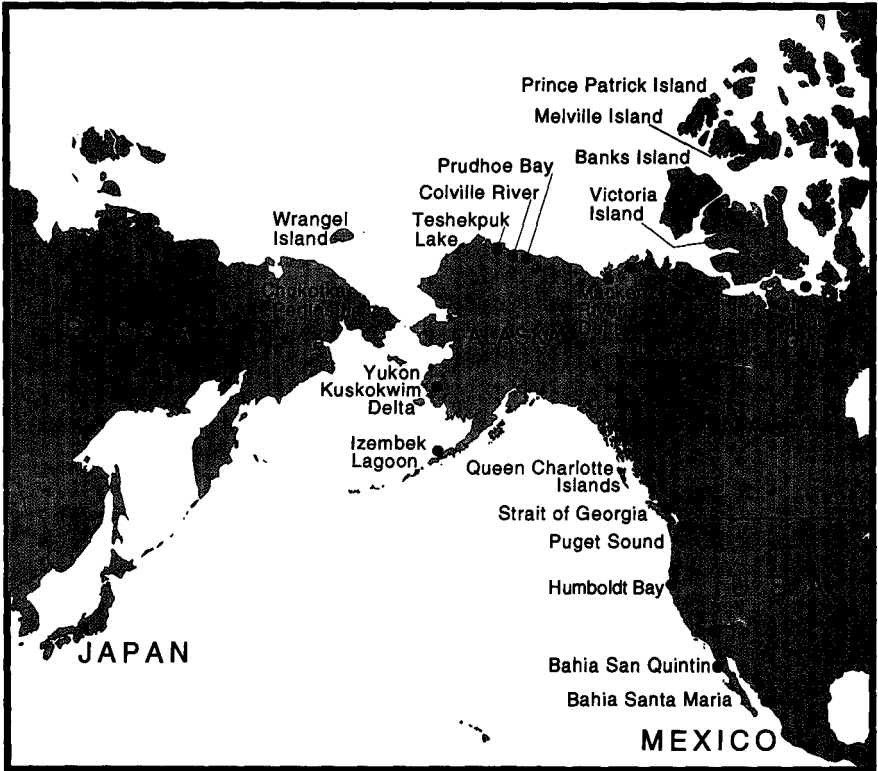 Prince Patrick Island
Melville Island
Banks Island
Victoria
Island
Prudhoe Bay
Colville River
Teshekpuk
Lake
Wrangel
Island
ALASKA
Yukon
Kuskokwim
Delta
Izembek
Lagoon
Queen Charlotte
Islands
Strait of Georgia
Puget Sound
Humboldt Bay
JAPAN
Bahia San Quintin
Bahia Santa Maria
MEXICO